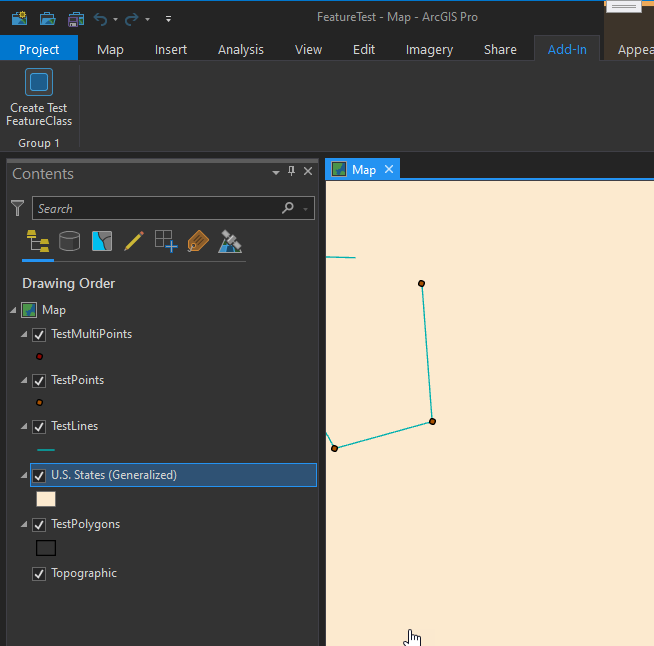 FeatureTest - Map - ArcGIS Pro
Project
Map
Insert
Analysis
View
Edit
Imagery
Share
Add-In
Appea
Create Test
FeatureClass
Group 1
Contents
Map
Search
Drawing Order
Map
TestMultiPoints
TestPoints
TestLines
U.S. States (Generalized)
TestPolygons
Topographic